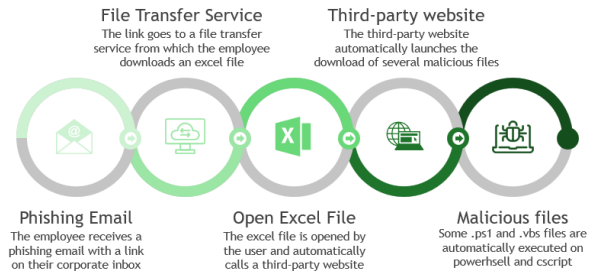 File Transfer Service
The link goes to a file transfer
service from which the employee
downloads an excel file
Third-party website
The third-party website
automatically launches the
download of several malicious files
@
X
Phishing Email
The employee receives a
phishing email with a link
on their corporate inbox
Open Excel File
The excel file is opened by
the user and automatically
calls a third-party website
Malicious files
Some .ps1 and .vbs files are
automatically executed on
powerhsell and cscript